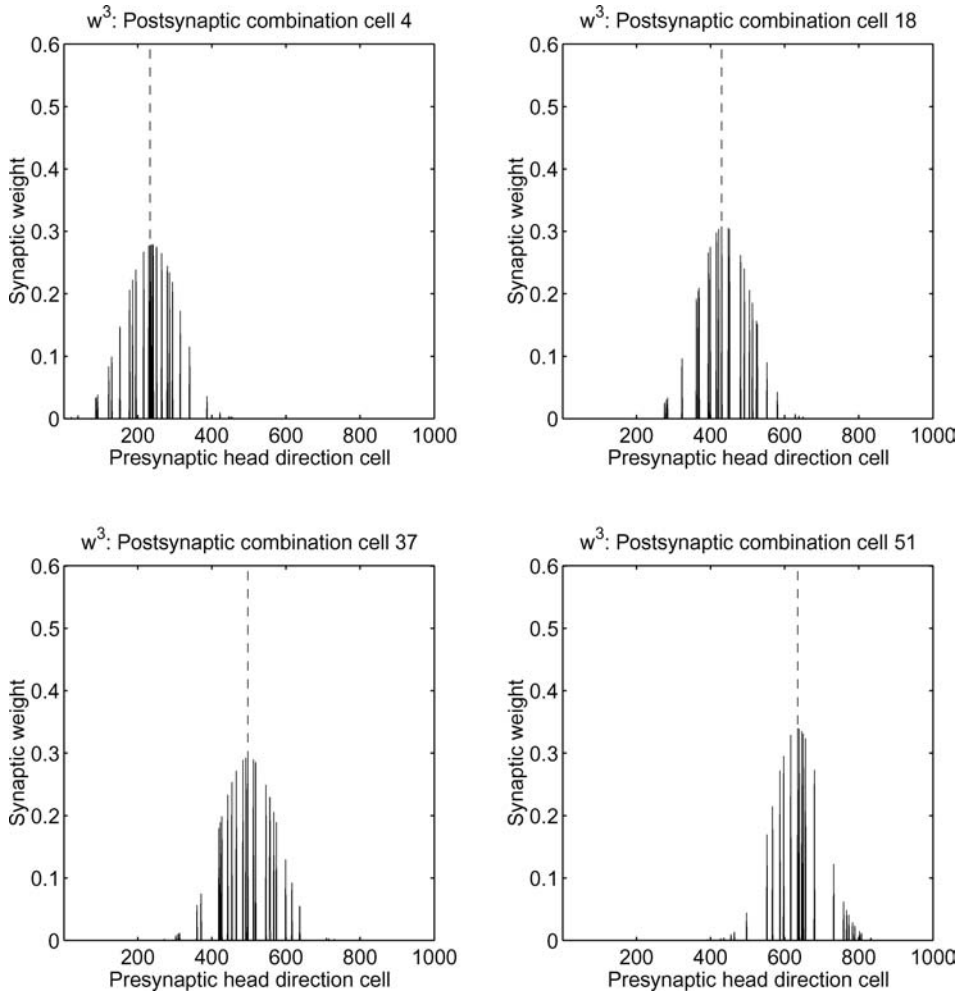 w³: Postsynaptic combination cell 4
0.6
0.5
0.4
0.3
0.2
0.1
0
Synaptic weight
200 400 600 800 1000
Presynaptic head direction cell
w³: Postsynaptic combination cell 18
0.6
0.5
0.4
0.3
0.2
0.1
0
Synaptic weight
200 400 600 800 1000
Presynaptic head direction cell
w³: Postsynaptic combination cell 37
0.6
0.5
0.4
0.3
0.2
0.1
0
Synaptic weight
200 400 600 800 1000
Presynaptic head direction cell
w³: Postsynaptic combination cell 51
0.6
0.5
0.4
0.3
0.2
0.1
0
Synaptic weight
200 400 600 800 1000
Presynaptic head direction cell